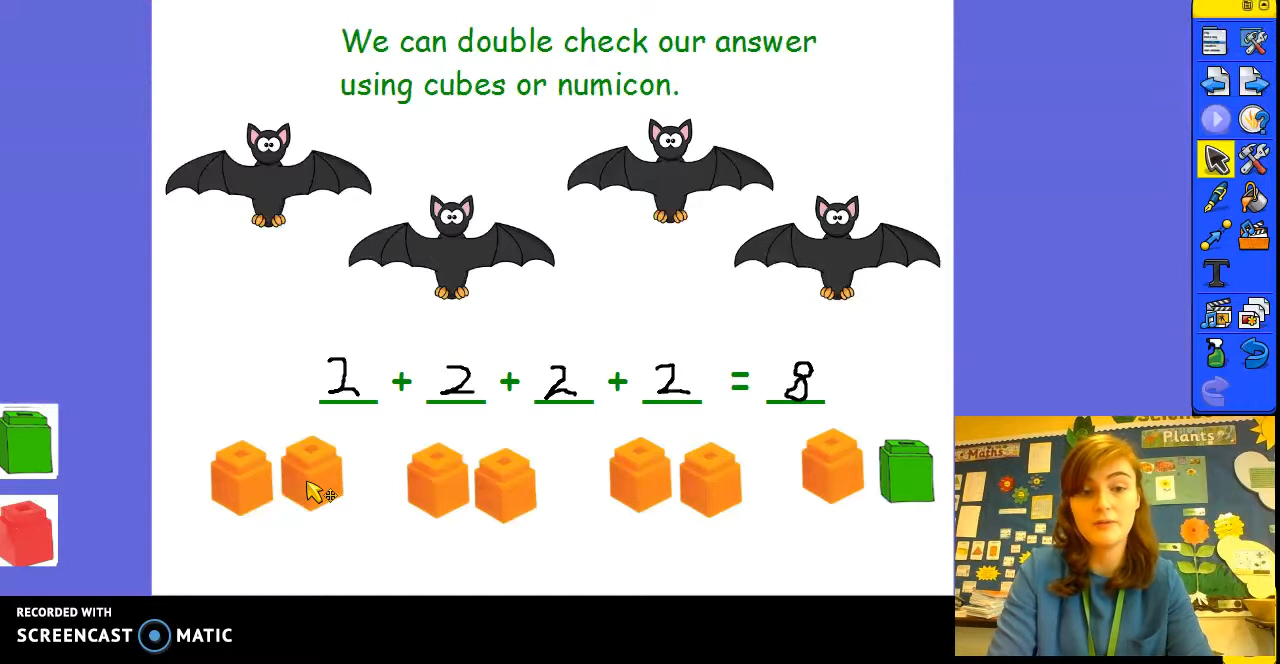 We can double check our answer
using cubes or numicon.
2 + 2 + 2 + 2 = 8
Plants
Maths
RECORDED WITH
SCREENCAST MATIC